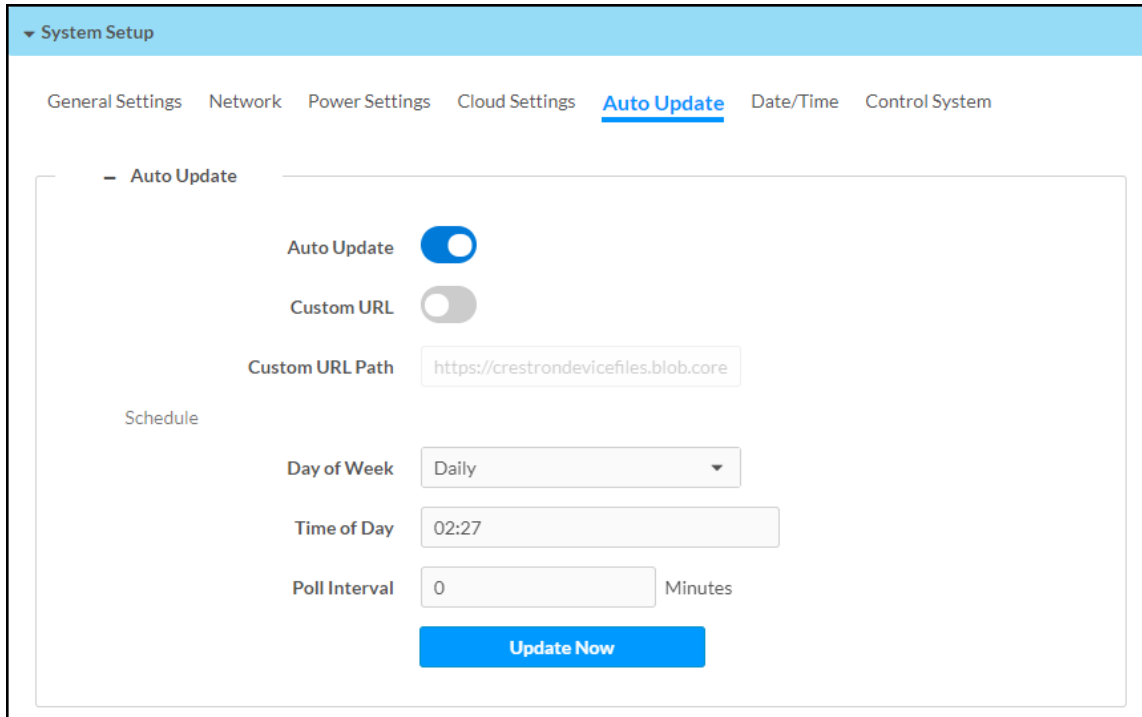 System Setup
General Settings Network Power Settings Cloud Settings Auto Update Date/Time Control System
Auto Update
Auto Update
Custom URL
Custom URL Path https://crestrondevicefiles.blob.core
Schedule
Day of Week Daily
Time of Day 02:27
Poll Interval 0 Minutes
Update Now